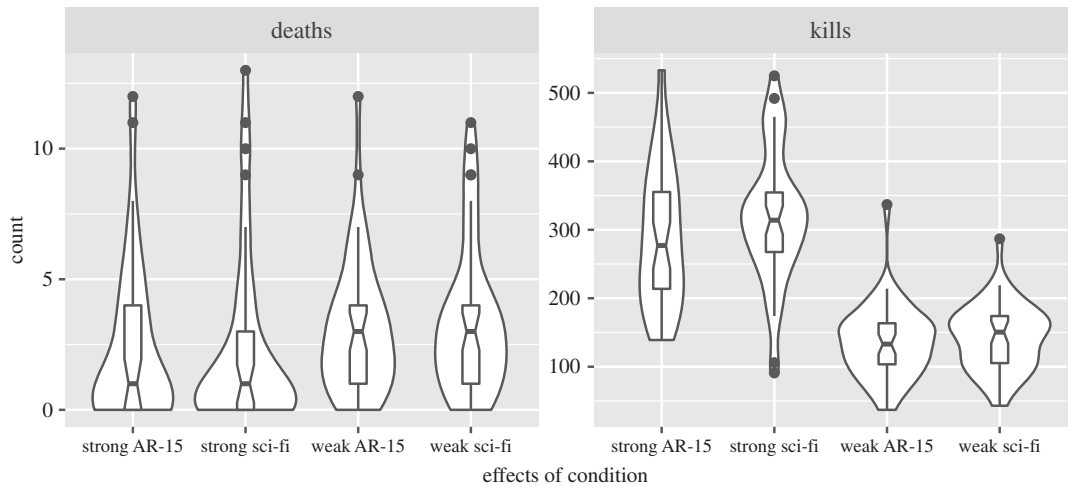 deaths
kills
count
10
5
0
500
400
300
200
100
strong AR-15 strong sci-fi weak AR-15 weak sci-fi
strong AR-15 strong sci-fi weak AR-15 weak sci-fi
effects of condition